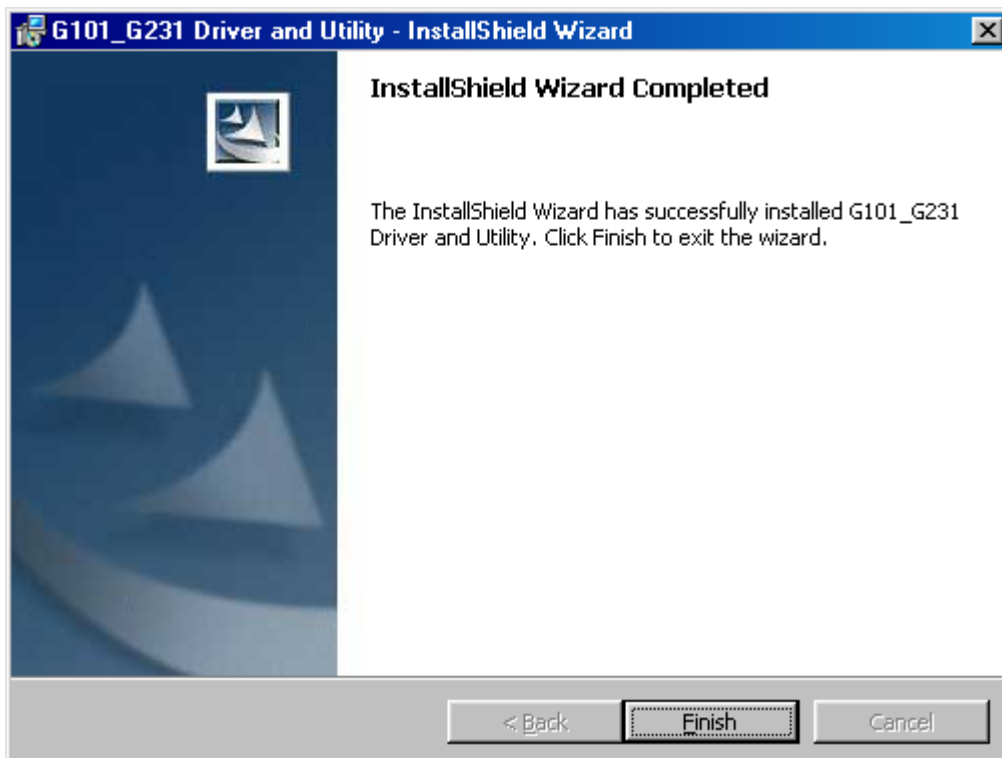 G101_G231 Driver and Utility - InstallShield Wizard
InstallShield Wizard Completed
The InstallShield Wizard has successfully installed G101_G231
Driver and Utility. Click Finish to exit the wizard.
< Back
Finish
Cancel